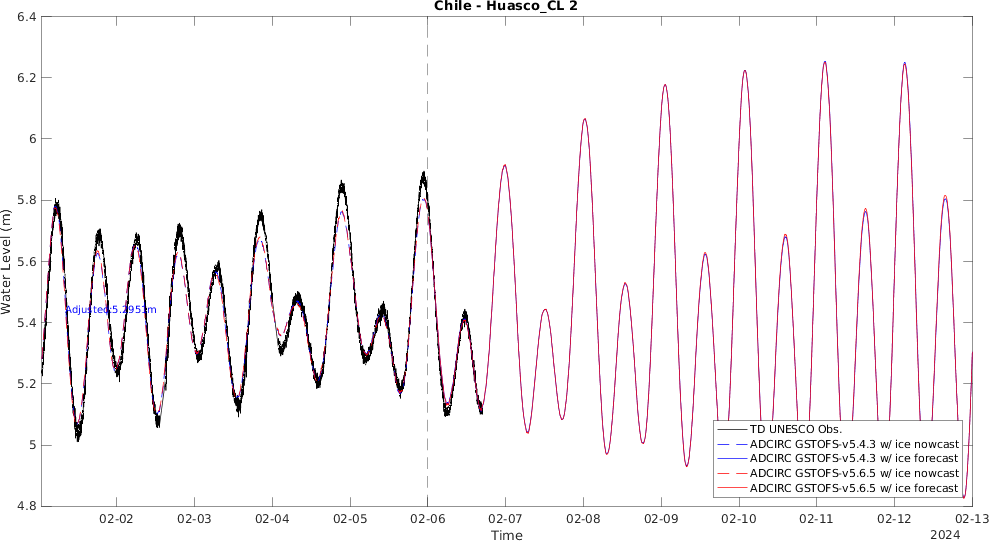 Chile - Huasco_CL 2
6.4
6.2
6
5.8
5.6
5.4
5.2
5
4.8
Water Level (m)
Adjusted 5.2951m
TD UNESCO Obs.
ADCIRC GSTOFS-v5.4.3 w/ ice nowcast
ADCIRC GSTOFS-v5.4.3 w/ ice forecast
ADCIRC GSTOFS-v5.6.5 w/ ice nowcast
ADCIRC GSTOFS-v5.6.5 w/ ice forecast
02-02 02-03 02-04 02-05 02-06 02-07 02-08 02-09 02-10 02-11 02-12 02-13
Time
2024